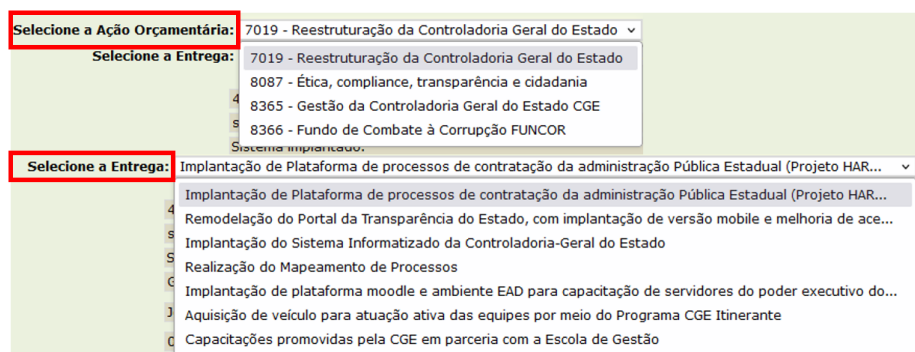 Selecione a Ação Orçamentária: 7019 - Reestruturação da Controladoria Geral do Estado
Selecione a Entrega: 7019 - Reestruturação da Controladoria Geral do Estado
8087 - Ética, compliance, transparência e cidadania
4
8365 - Gestão da Controladoria Geral do Estado CGE
s
8366 - Fundo de Combate à Corrupção FUNCOR
Sistema implantado.
Selecione a Entrega: Implantação de Plataforma de processos de contratação da administração Pública Estadual (Projeto HAR...
Implantação de Plataforma de processos de contratação da administração Pública Estadual (Projeto HAR...
4
Remodelação do Portal da Transparência do Estado, com implantação de versão mobile e melhoria de ace...
s
Implantação do Sistema Informatizado da Controladoria-Geral do Estado
S
Realização do Mapeamento de Processos
G
Implantação de plataforma moodle e ambiente EAD para capacitação de servidores do poder executivo do...
J
Aquisição de veículo para atuação ativa das equipes por meio do Programa CGE Itinerante
0
Capacitações promovidas pela CGE em parceria com a Escola de Gestão